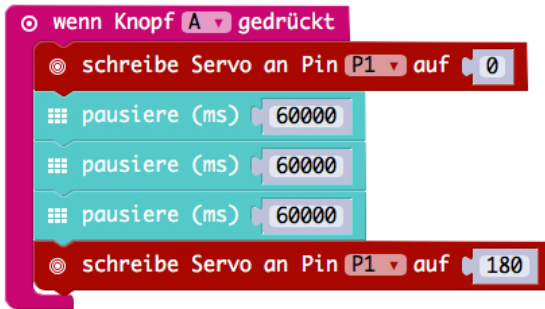 wenn Knopf A gedrückt
schreibe Servo an Pin P1 auf 0
pausiere (ms) 60000
pausiere (ms) 60000
pausiere (ms) 60000
schreibe Servo an Pin P1 auf 180